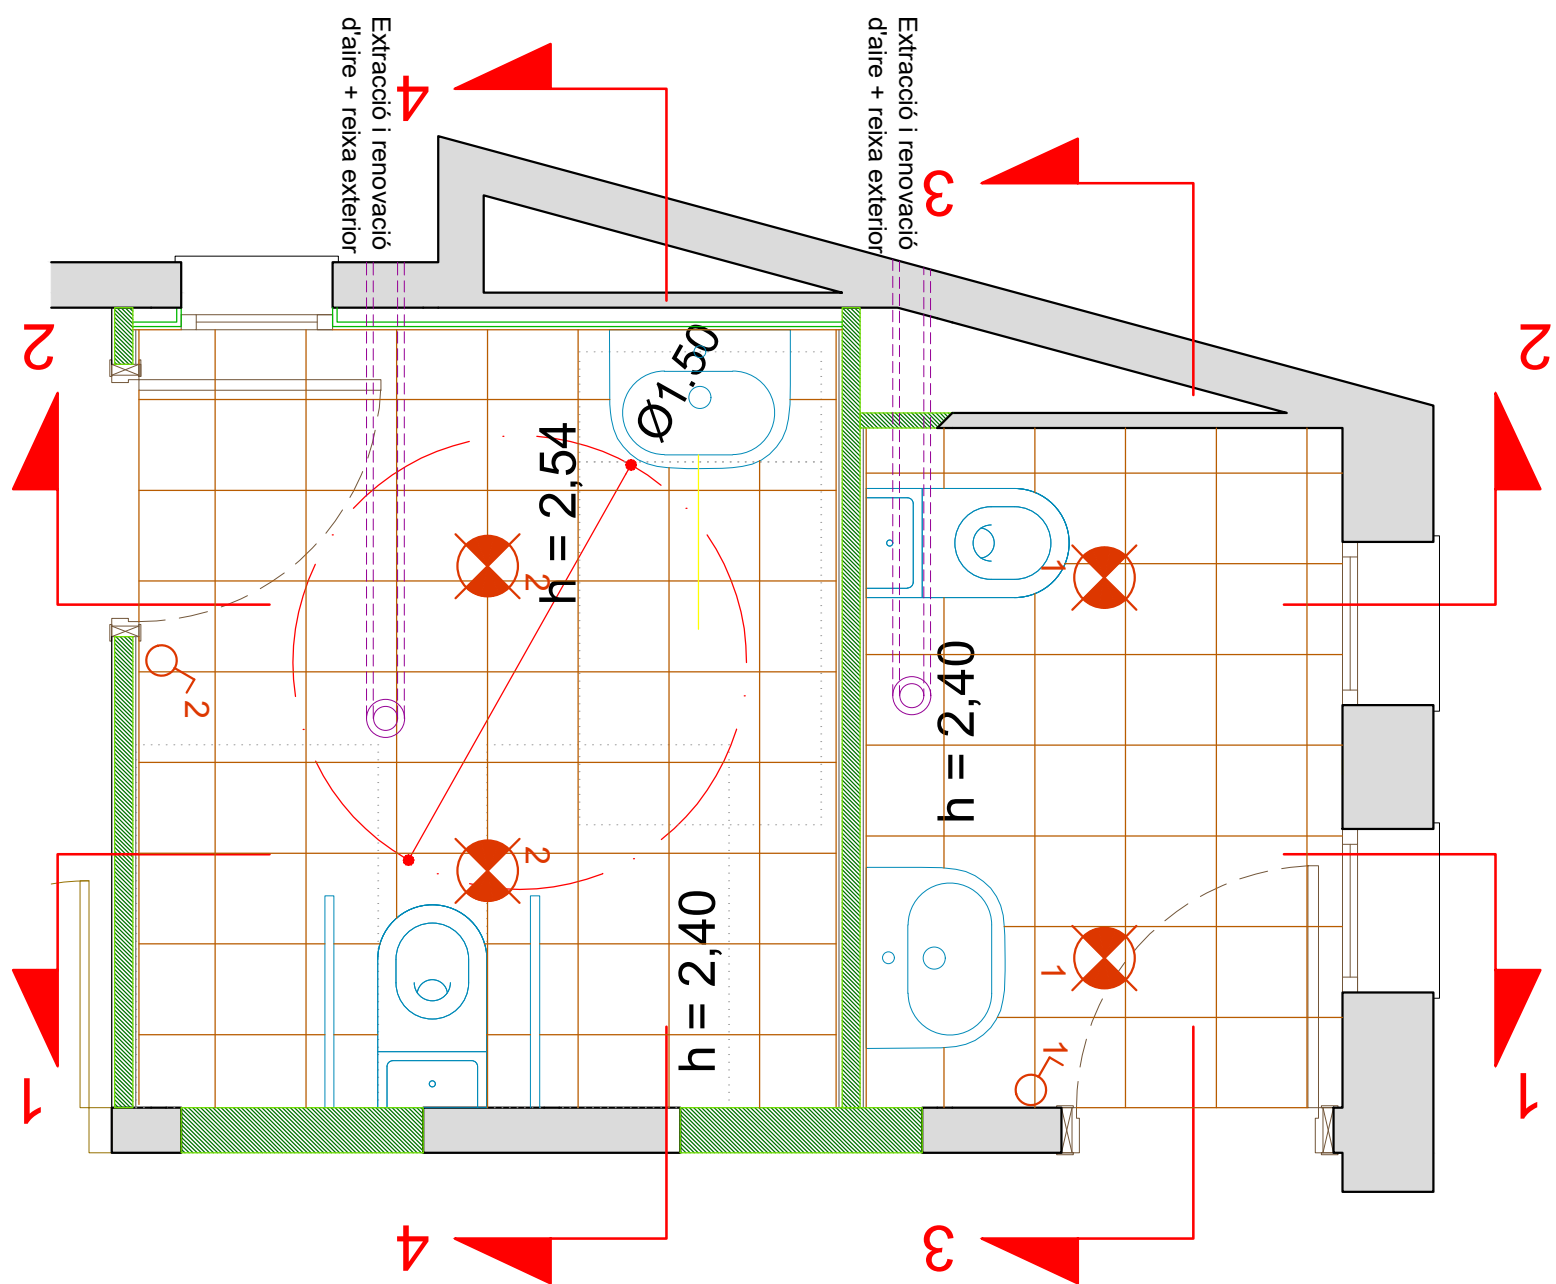 Extracció i renovació
d'aire + reixa exterior
Extracció i renovació
d'aire + reixa exterior
4
3
2
2
Ø1.50
h = 2,54
2
1
2
h = 2,40
2
1
h = 2,40
1
1
1
4
3